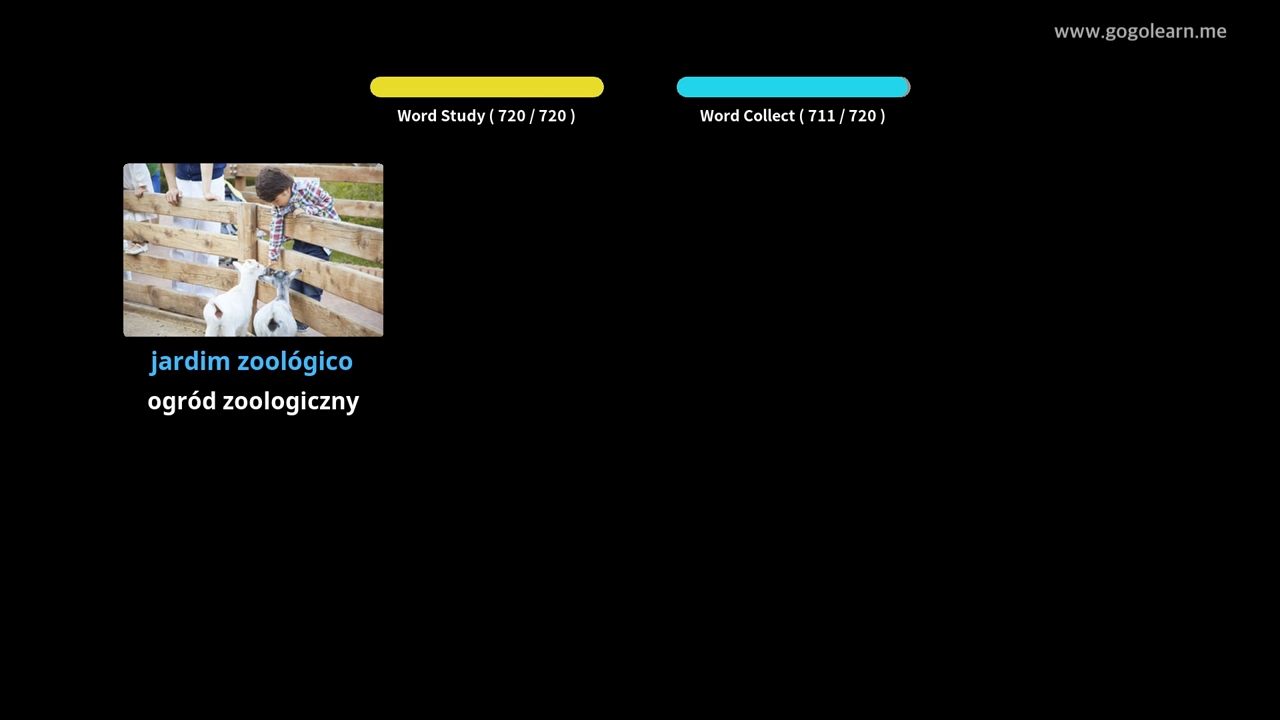 www.gogolearn.me
Word Study ( 720 / 720 )
Word Collect ( 711 / 720 )
jardim zoológico
ogród zoologiczny